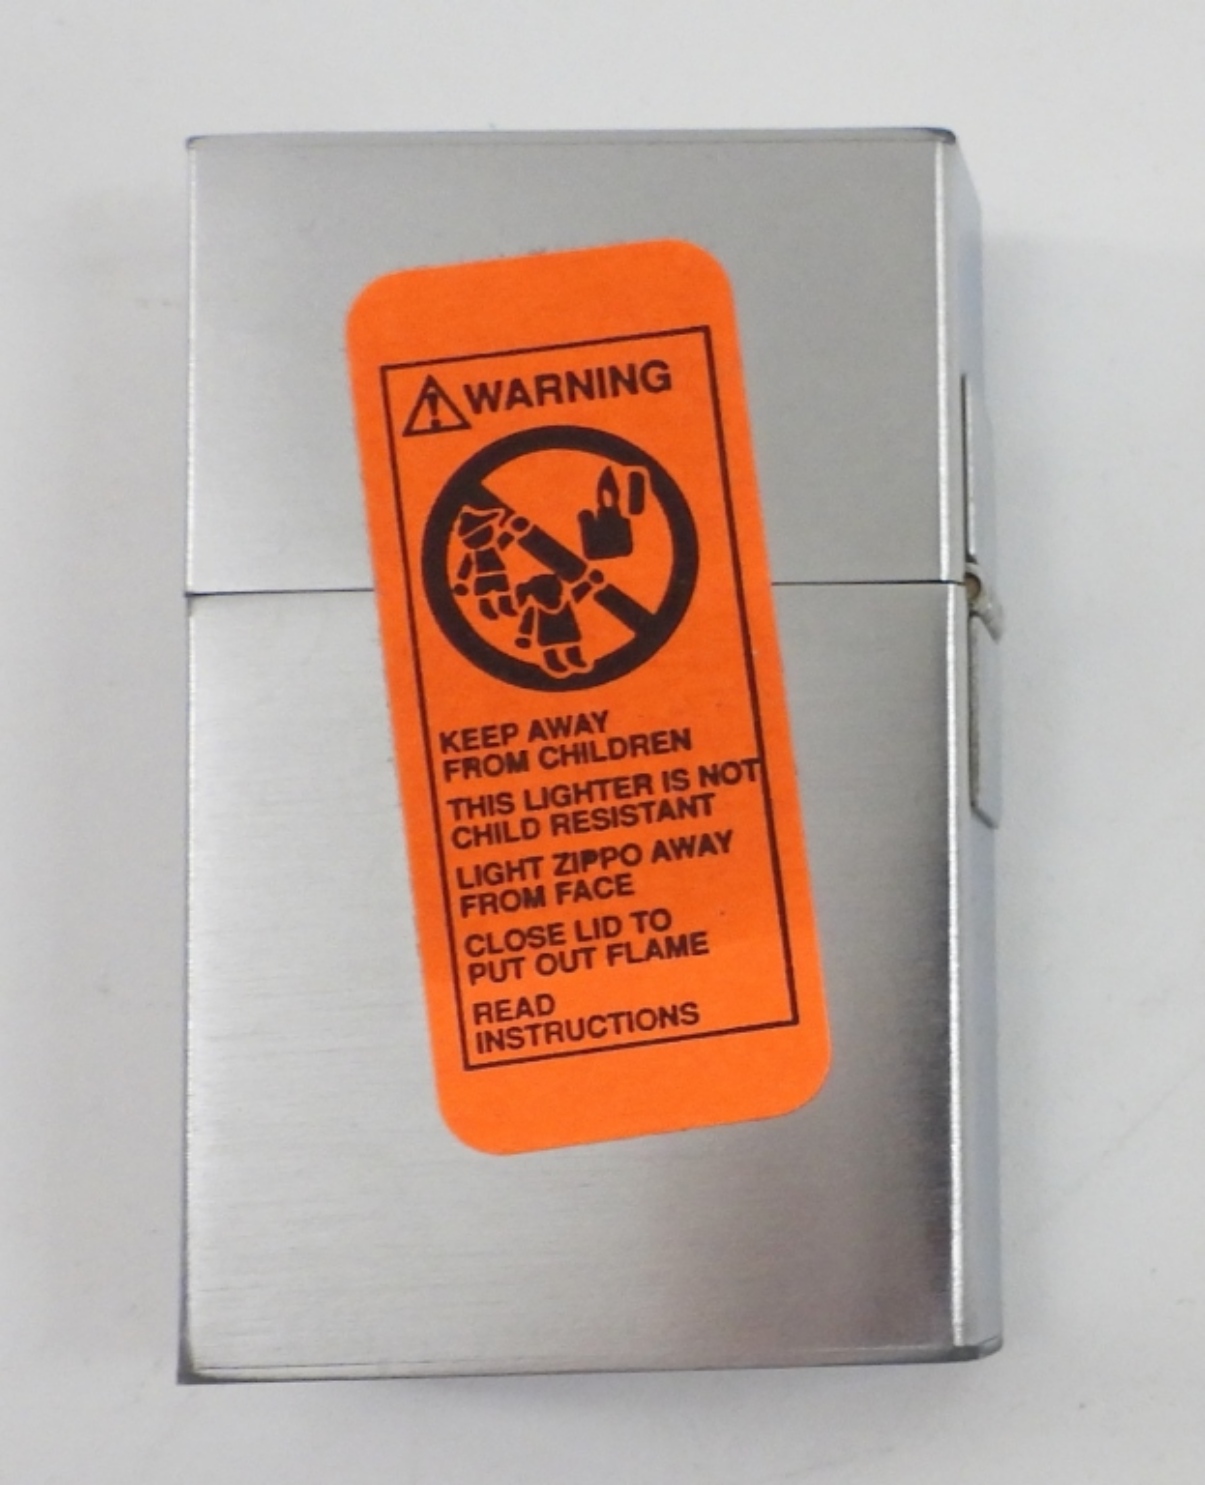 WARNING
KEEP AWAY
FROM CHILDREN
THIS LIGHTER IS NOT
CHILD RESISTANT
LIGHT ZIPPO AWAY
FROM FACE
CLOSE LID TO
PUT OUT FLAME
READ
INSTRUCTIONS